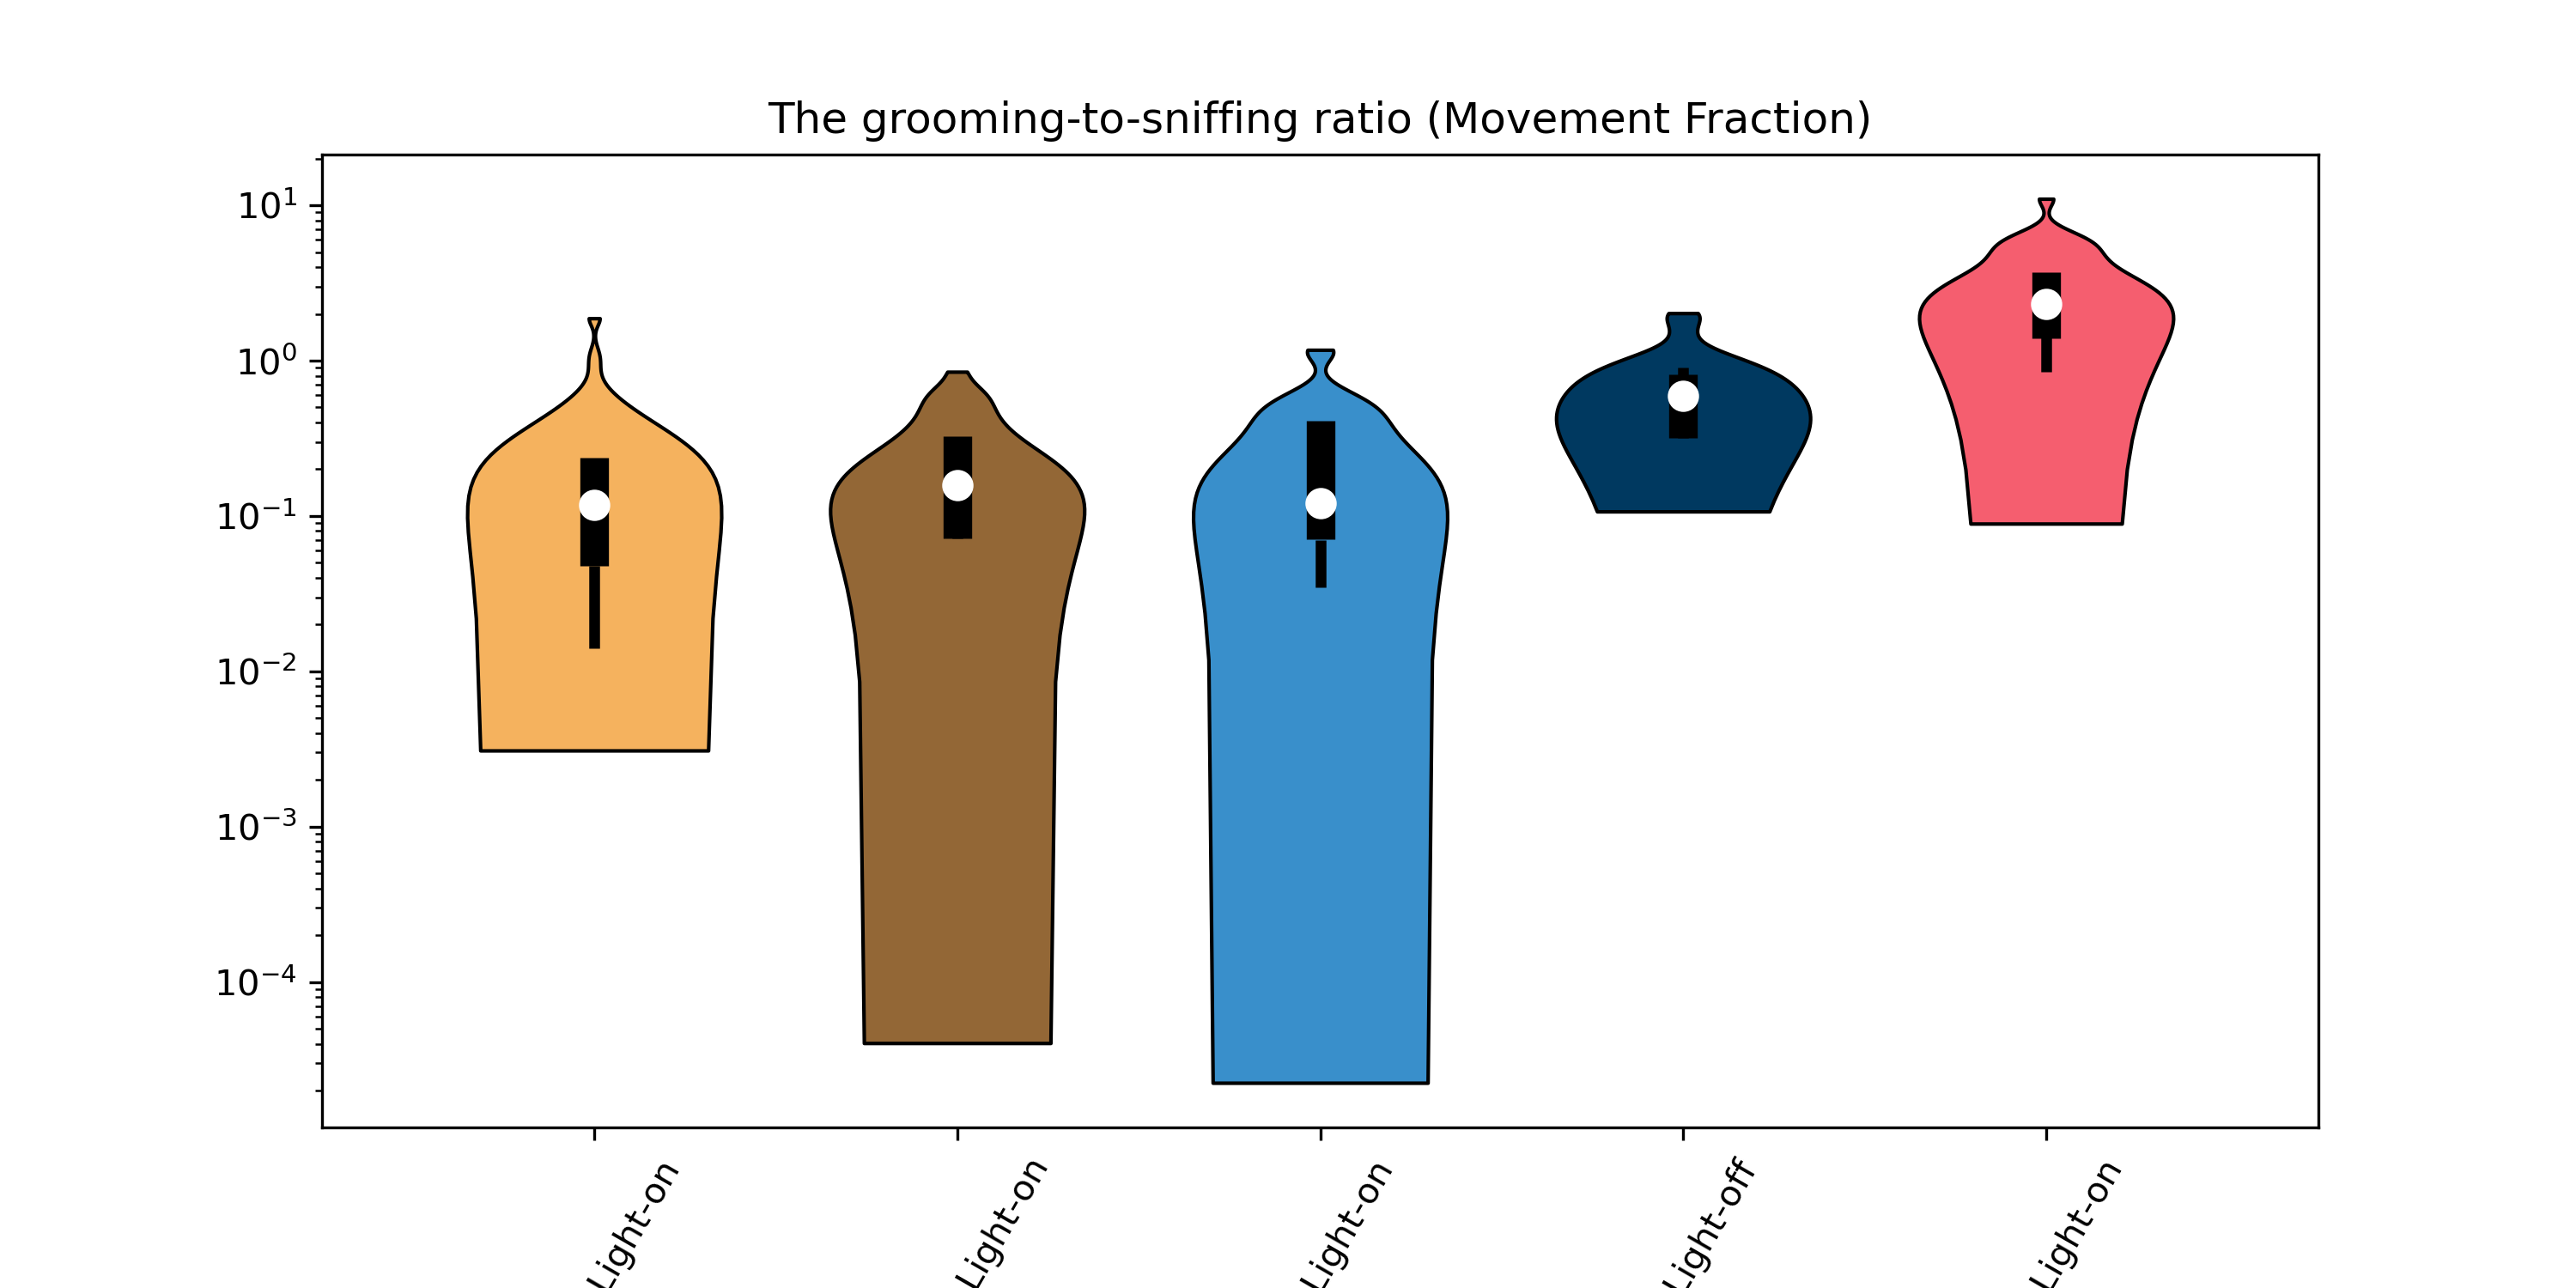 The grooming-to-sniffing ratio (Movement Fraction)
10¹
10⁰
10⁻¹
10⁻²
10⁻³
10⁻⁴
Light-on
Light-on
Light-on
Light-off
Light-on